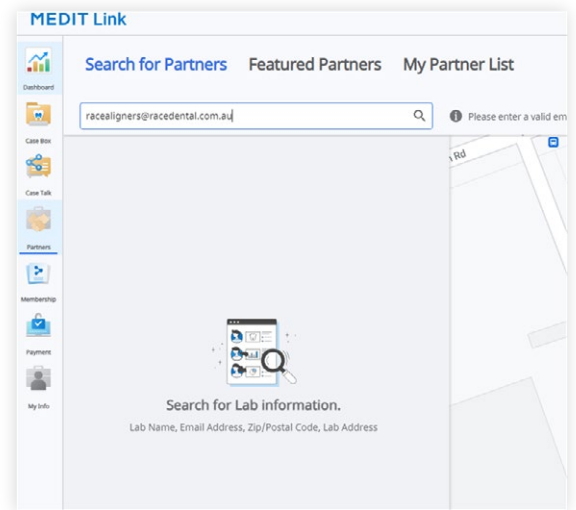 MEDIT Link
Dashboard
Case Box
Case Talk
Partners
Membership
Payment
My Info
Search for Partners Featured Partners My Partner List
racealigners@racedental.com.au
Please enter a valid em
Rd
Search for Lab information.
Lab Name, Email Address, Zip/Postal Code, Lab Address